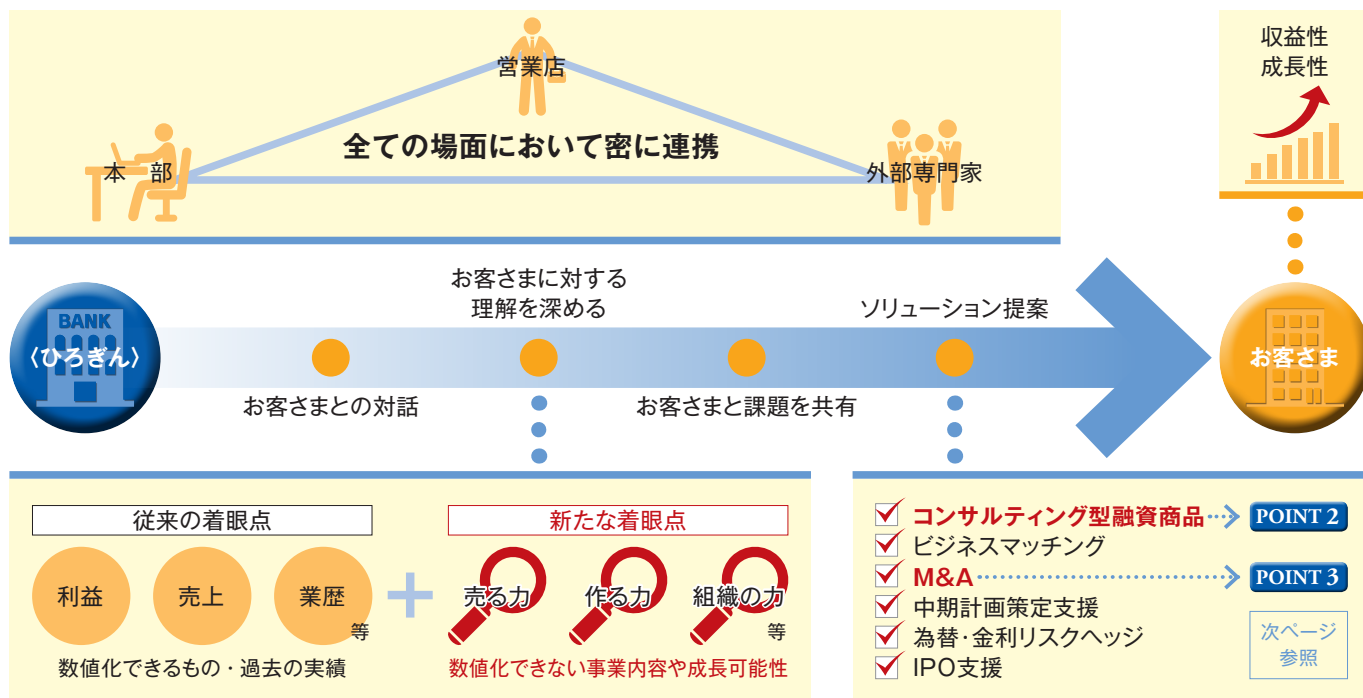 営業店
全ての場面において密に連携
本　部
外部専門家
収益性
成長性
BANK
〈ひろぎん〉
お客さまとの対話
お客さまに対する
理解を深める
お客さまと課題を共有
ソリューション提案
お客さま
従来の着眼点
利益
売上
業歴
等
数値化できるもの・過去の実績
＋
新たな着眼点
売る力
作る力
組織の力
等
数値化できない事業内容や成長可能性
コンサルティング型融資商品
POINT 2
ビジネスマッチング
M&A
POINT 3
中期計画策定支援
為替・金利リスクヘッジ
IPO支援
次ページ
参照